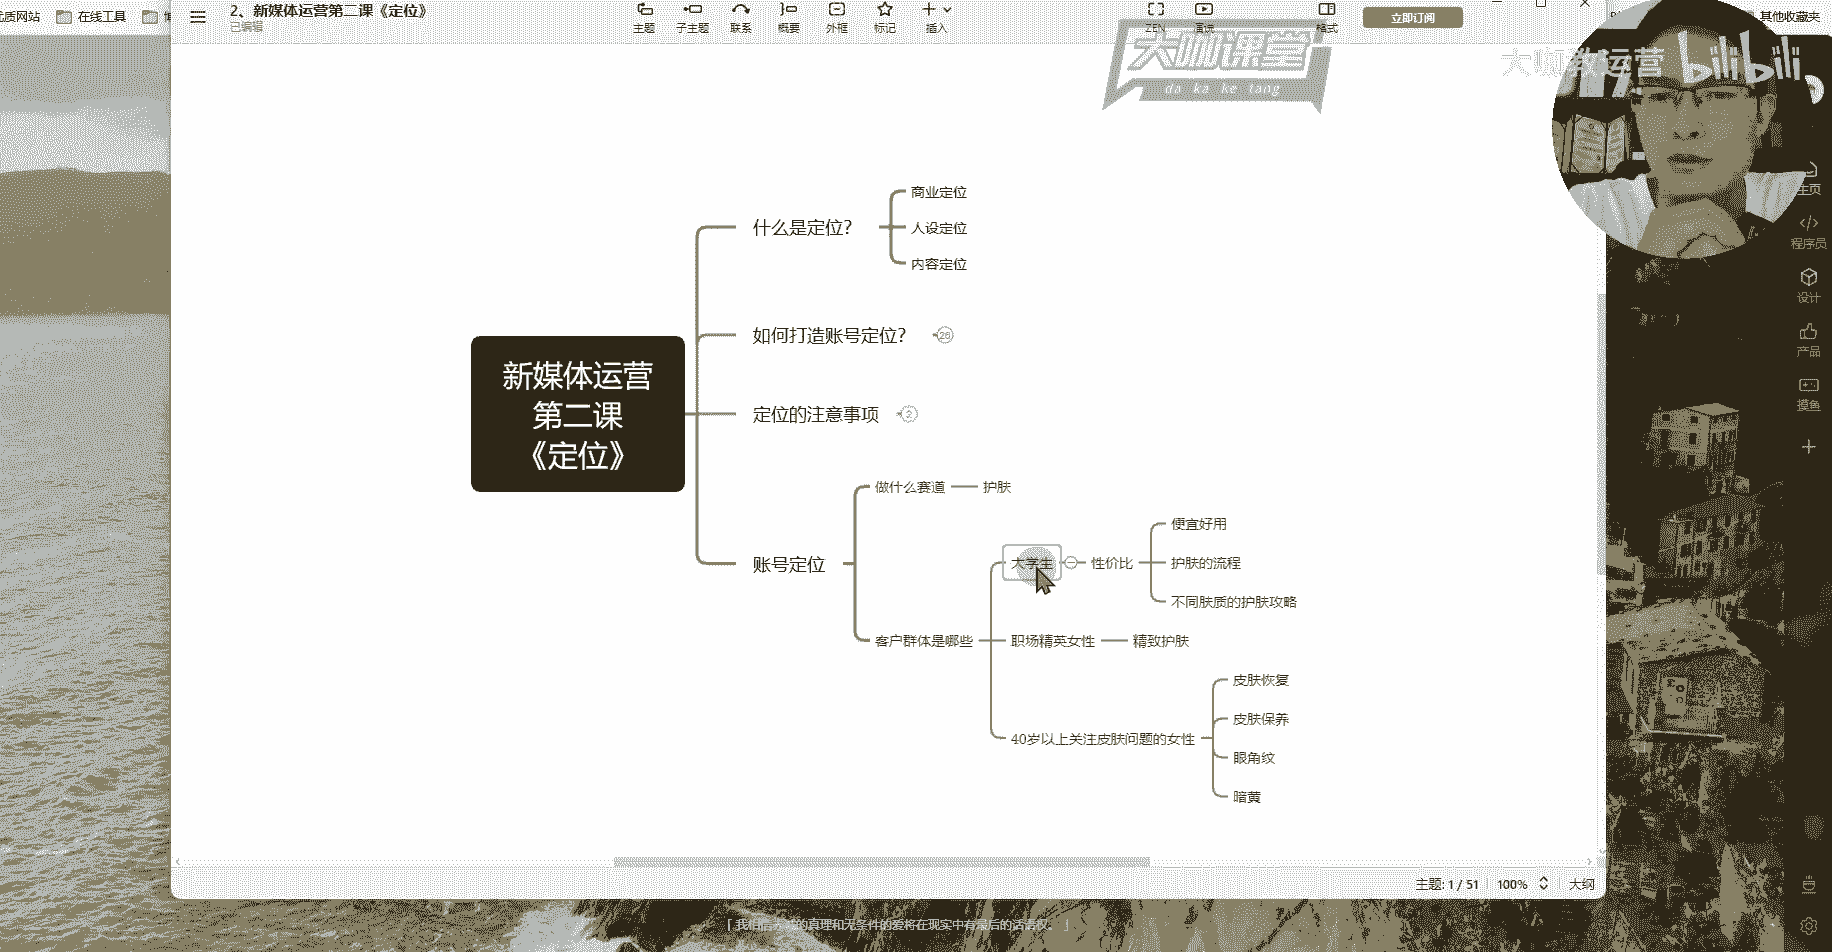 优质网站
在线工具
2、新媒体运营第二课《定位》
已编辑
主题
子主题
联系
概要
外框
标记
插入
ZEN
演说
格式
立即订阅
其他收藏夹
大咖课堂
da ka ke tang
大咖教运营
bilibili
主页
程序员
设计
产品
摸鱼
新媒体运营
第二课
《定位》
什么是定位?
商业定位
人设定位
内容定位
如何打造账号定位?
26
定位的注意事项
2
账号定位
做什么赛道
护肤
客户群体是哪些
大学生
性价比
便宜好用
护肤的流程
不同肤质的护肤攻略
职场精英女性
精致护肤
40岁以上关注皮肤问题的女性
皮肤恢复
皮肤保养
眼角纹
暗黄
主题: 1 / 51
100%
大纲